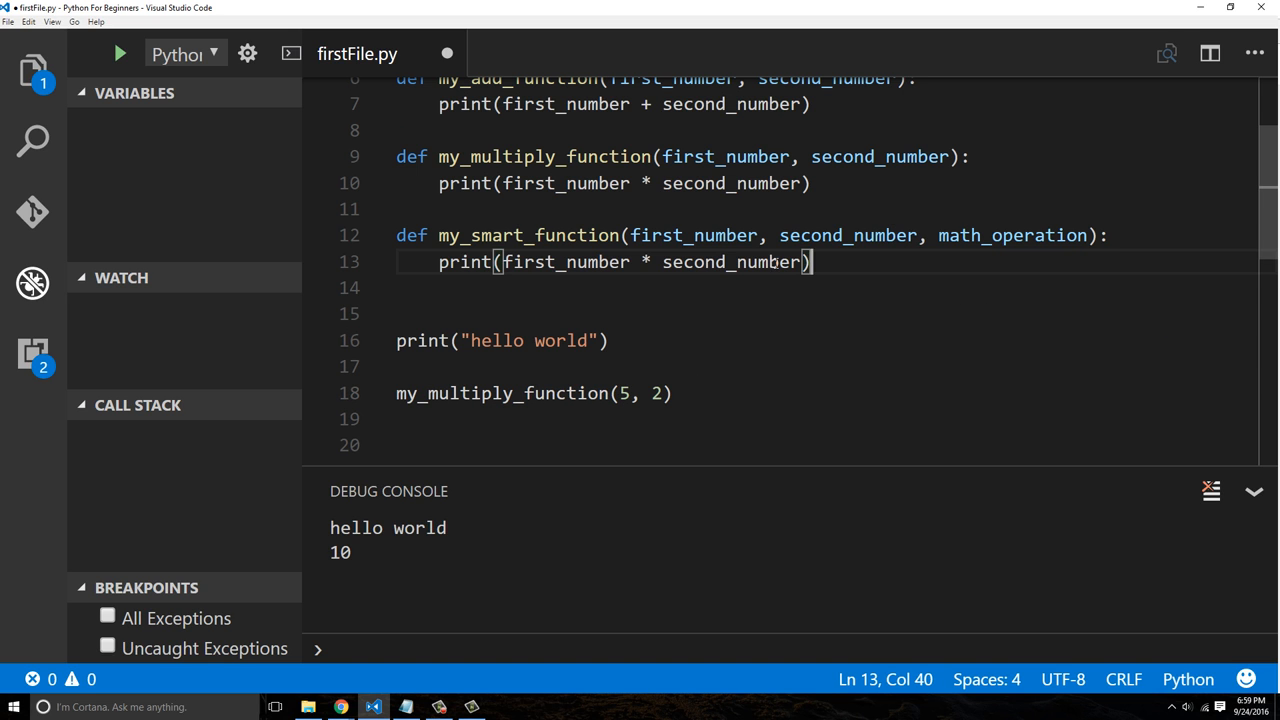 firstFile.py - Python For Beginners - Visual Studio Code
File Edit View Go Help
Python
firstFile.py
1
2
VARIABLES
WATCH
CALL STACK
BREAKPOINTS
All Exceptions
Uncaught Exceptions
6 def my_add_function(first_number, second_number):
7 print(first_number + second_number)
8
9 def my_multiply_function(first_number, second_number):
10 print(first_number * second_number)
11
12 def my_smart_function(first_number, second_number, math_operation):
13 print(first_number * second_number)
14
15
16 print("hello world")
17
18 my_multiply_function(5, 2)
19
20
DEBUG CONSOLE
hello world
10
0 0
Ln 13, Col 40 Spaces: 4 UTF-8 CRLF Python
I'm Cortana. Ask me anything.
6:59 PM
9/24/2016